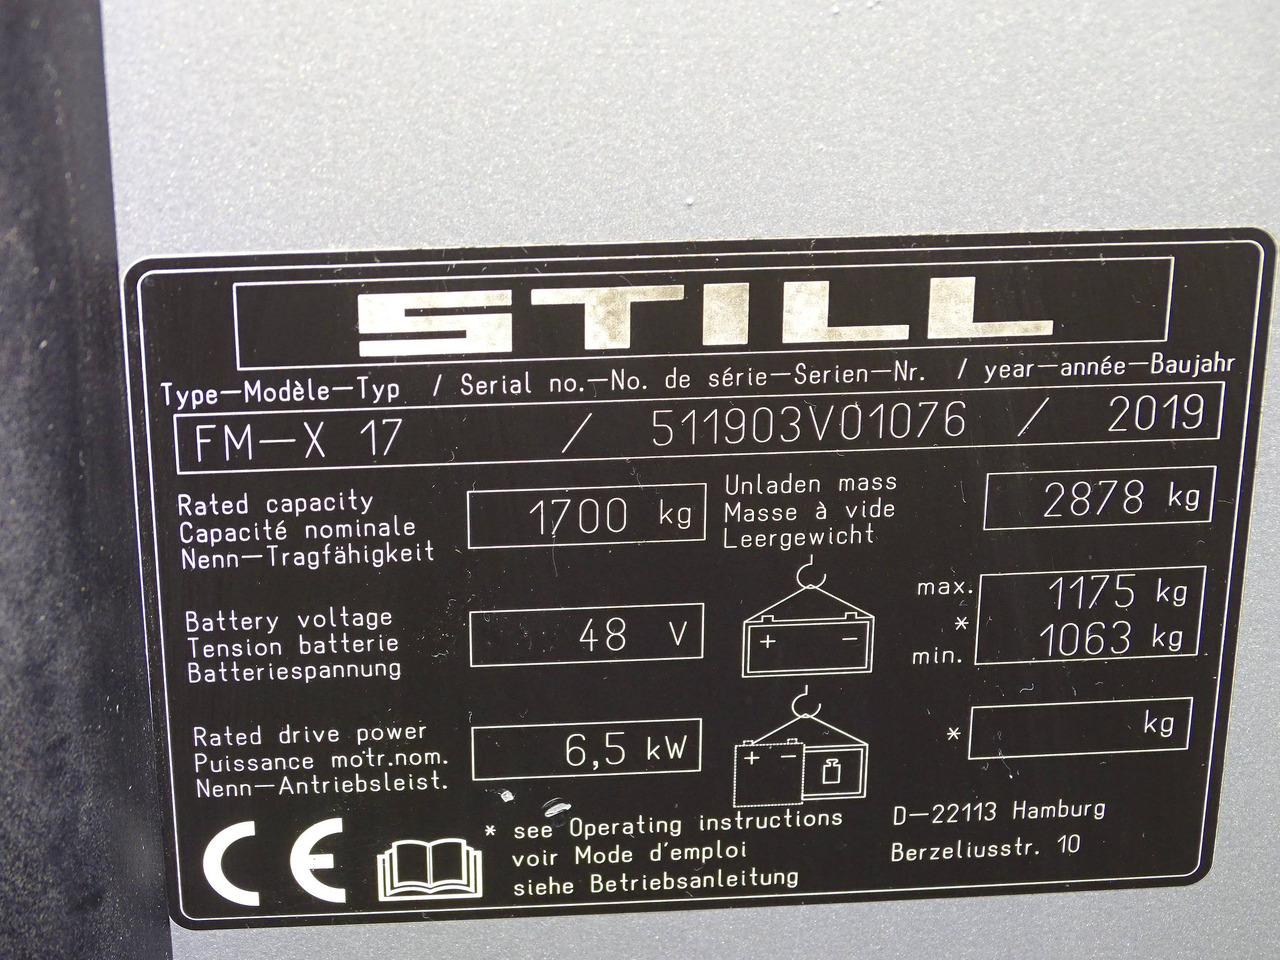 STILL
Type—Modèle—Typ / Serial no.—No. de série—Serien—Nr. / year—année—Baujahr
FM—X 17 / 511903V01076 / 2019
Rated capacity
Capacité nominale
Nenn—Tragfähigkeit
1700 kg
Unladen mass
Masse à vide
Leergewicht
2878 kg
Battery voltage
Tension batterie
Batteriespannung
48 V
+ −
max.
*
min.
1175 kg
1063 kg
Rated drive power
Puissance motr.nom.
Nenn—Antriebsleist.
6,5 kW
+ −
* kg
CE
* see Operating instructions
voir Mode d'emploi
siehe Betriebsanleitung
D—22113 Hamburg
Berzeliusstr. 10